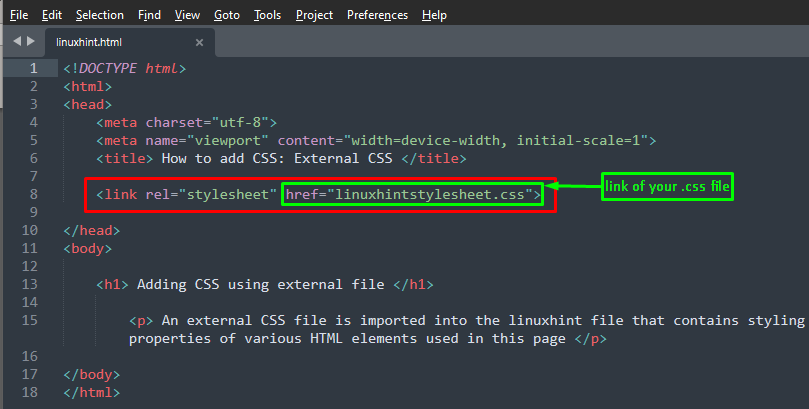 File Edit Selection Find View Goto Tools Project Preferences Help
linuxhint.html ×
1 <!DOCTYPE html>
2 <html>
3 <head>
4 <meta charset="utf-8">
5 <meta name="viewport" content="width=device-width, initial-scale=1">
6 <title> How to add CSS: External CSS </title>
7
8 <link rel="stylesheet" href="linuxhintstylesheet.css">
link of your .css file
9
10 </head>
11 <body>
12
13 <h1> Adding CSS using external file </h1>
14
15 <p> An external CSS file is imported into the linuxhint file that contains styling
properties of various HTML elements used in this page </p>
16
17 </body>
18 </html>